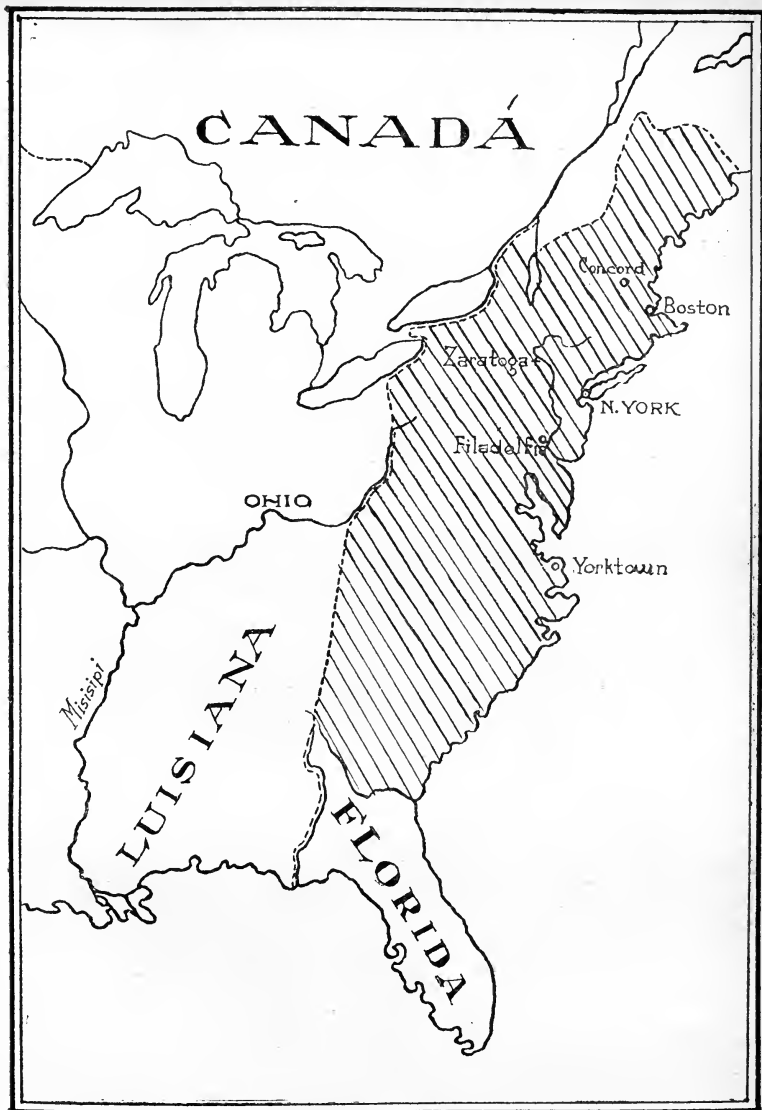 CANADÁ
Concord
Boston
Zaratoga
N. YORK
Filadelfia
OHIO
Yorktown
Misisipi
LUISIANA
FLORIDA